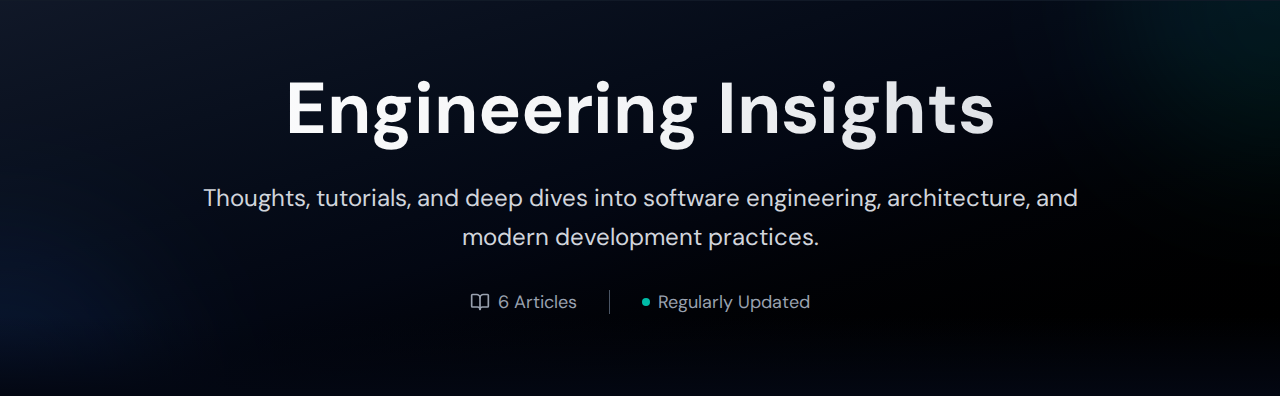 Engineering Insights
Thoughts, tutorials, and deep dives into software engineering, architecture, and
modern development practices.
6 Articles
Regularly Updated